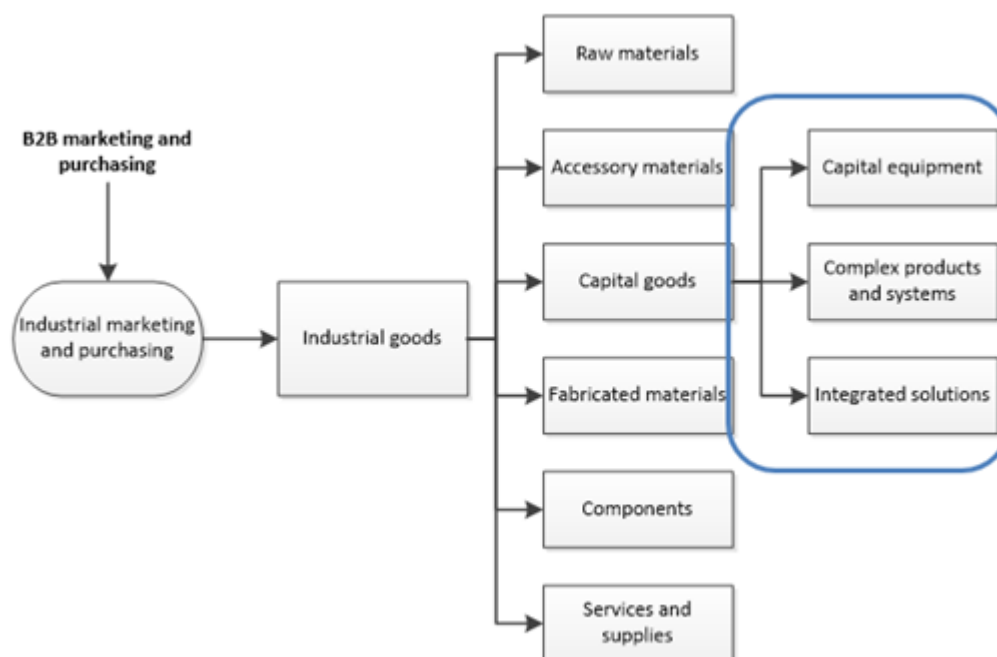 B2B marketing and
purchasing
Industrial marketing
and purchasing
Industrial goods
Raw materials
Accessory materials
Capital goods
Fabricated materials
Components
Services and
supplies
Capital equipment
Complex products
and systems
Integrated solutions